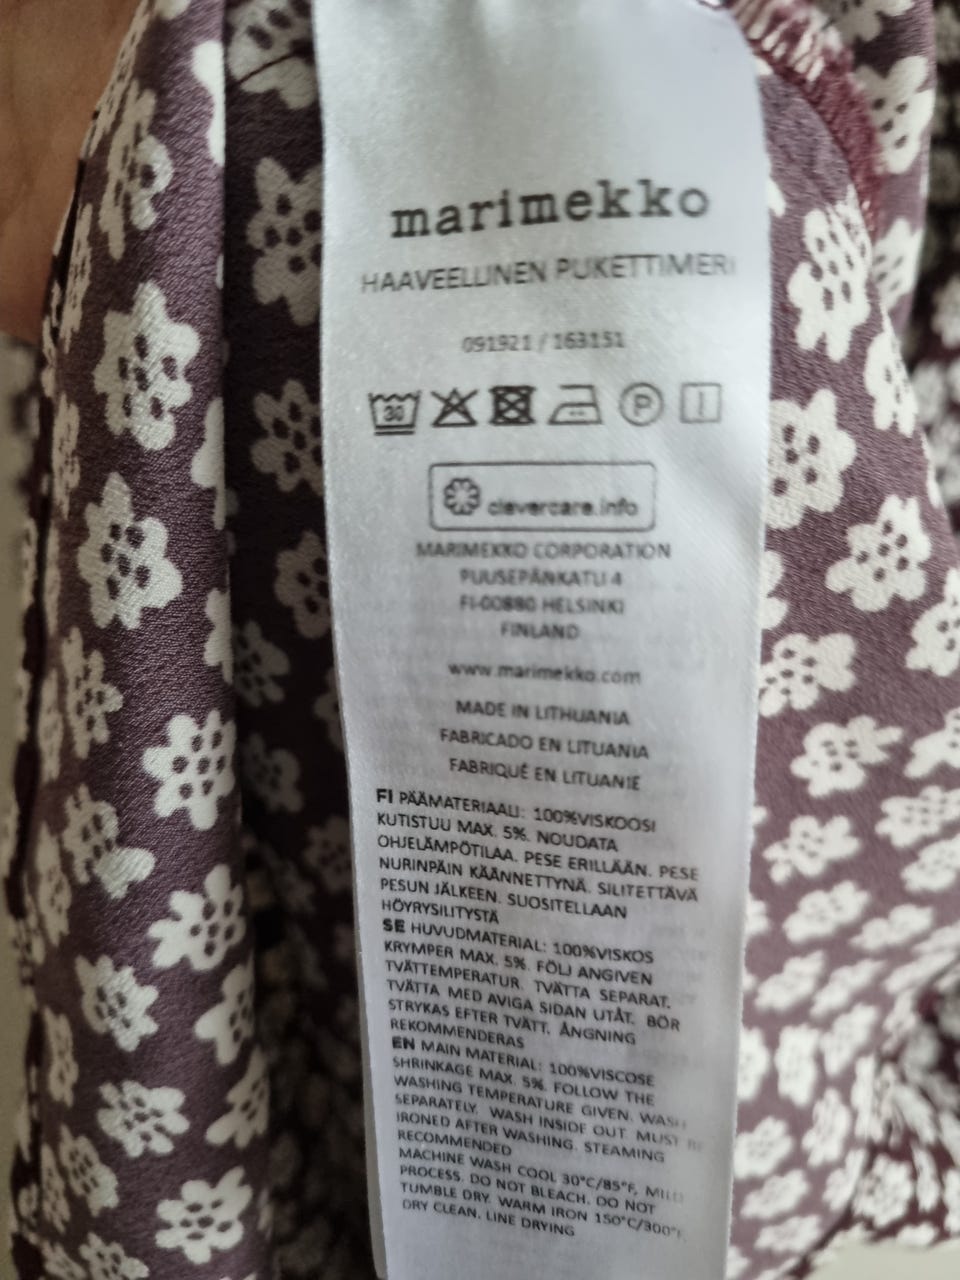 marimekko
HAAVEELLINEN PUKETTIMERI
091921 / 163151
30
P
clevercare.info
MARIMEKKO CORPORATION
PUUSEPÄNKATU 4
FI-00880 HELSINKI
FINLAND
www.marimekko.com
MADE IN LITHUANIA
FABRICADO EN LITUANIA
FABRIQUÉ EN LITUANIE
FI PÄÄMATERIAALI: 100%VISKOOSI
KUTISTUU MAX. 5%. NOUDATA
OHJELÄMPÖTILAA. PESE ERILLÄÄN. PESE
NURINPÄIN KÄÄNNETTYNÄ. SILITETTÄVÄ
PESUN JÄLKEEN. SUOSITELLAAN
HÖYRYSILITYSTÄ
SE HUVUDMATERIAL: 100%VISKOS
KRYMPER MAX. 5%. FÖLJ ANGIVEN
TVÄTTEMPERATUR. TVÄTTA SEPARAT.
TVÄTTA MED AVIGA SIDAN UTÅT. BÖR
STRYKAS EFTER TVÄTT. ÅNGNING
REKOMMENDERAS
EN MAIN MATERIAL: 100%VISCOSE
SHRINKAGE MAX. 5%. FOLLOW THE
WASHING TEMPERATURE GIVEN. WASH
SEPARATELY. WASH INSIDE OUT. MUST BE
IRONED AFTER WASHING. STEAMING
RECOMMENDED
MACHINE WASH COOL 30°C/85°F, MILD
PROCESS. DO NOT BLEACH. DO NOT
TUMBLE DRY. WARM IRON 150°C/300°F.
DRY CLEAN. LINE DRYING